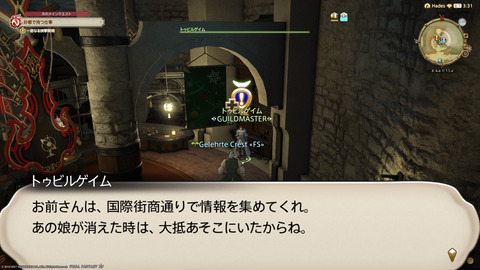 Hades 3:31
トゥビルゲイム
トゥビルゲイム
«GUILDMASTER»
Gelehrte Crest «FS»
トゥビルゲイム
お前さんは、国際街商通りで情報を集めてくれ。
あの娘が消えた時は、大抵あそこにいたからね。